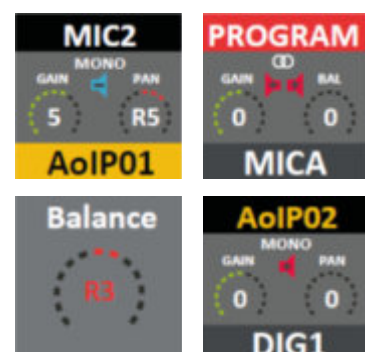 MIC2
MONO
GAIN PAN
5 R5
AoIP01
PROGRAM
GAIN BAL
0 0
MICA
Balance
R3
AoIP02
MONO
GAIN PAN
0 0
DIG1